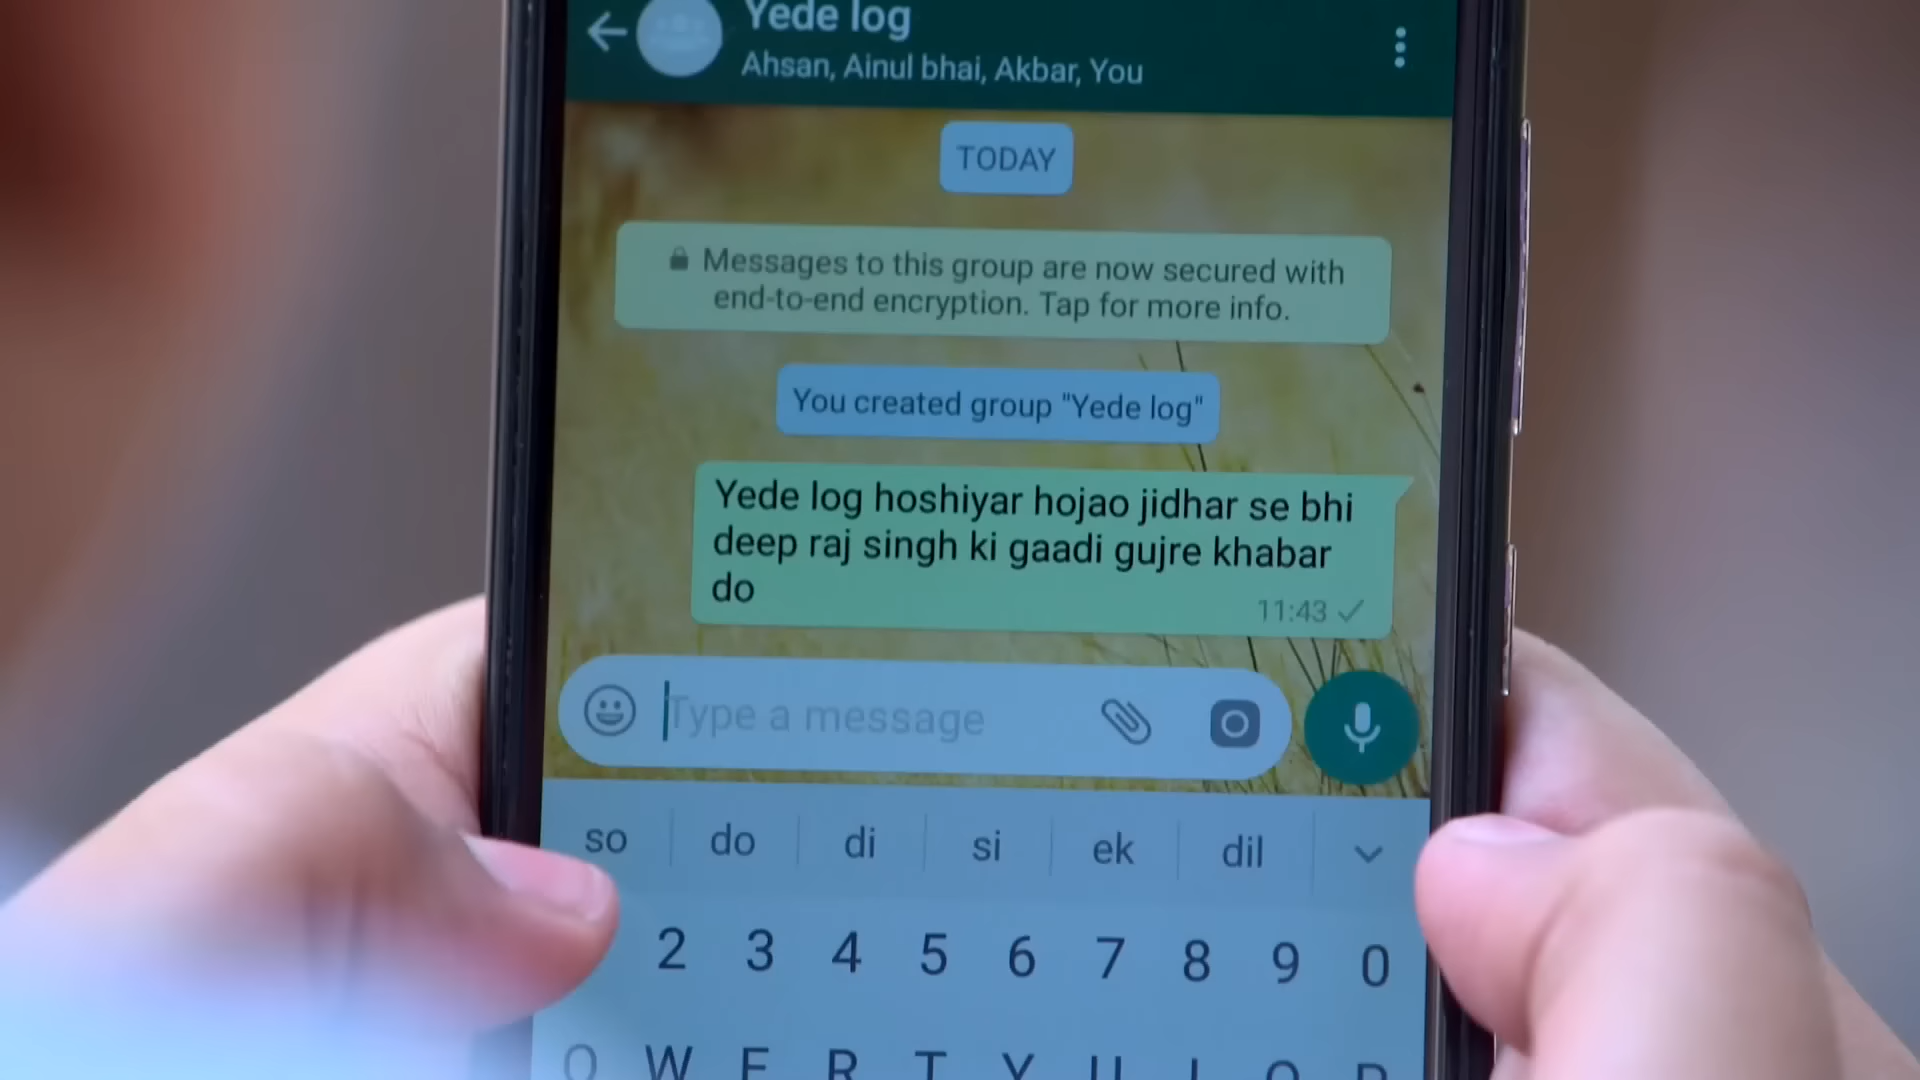 Yede log
Ahsan, Ainul bhai, Akbar, You
TODAY
Messages to this group are now secured with
end-to-end encryption. Tap for more info.
You created group "Yede log"
Yede log hoshiyar hojao jidhar se bhi
deep raj singh ki gaadi gujre khabar
do
11:43
Type a message
so do di si ek dil
2 3 4 5 6 7 8 9 0
Q W E R T Y U I O P